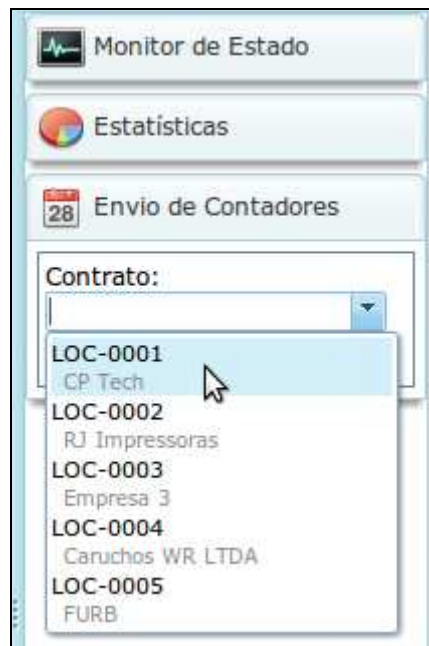 Monitor de Estado
Estatísticas
28
Envio de Contadores
Contrato:
LOC-0001
CP Tech
LOC-0002
RJ Impressoras
LOC-0003
Empresa 3
LOC-0004
Caruchos WR LTDA
LOC-0005
FURB